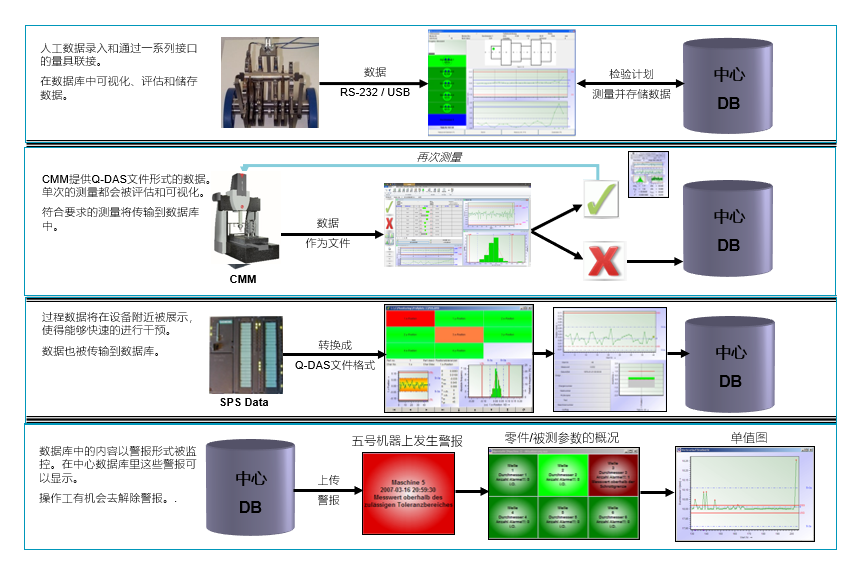 人工数据录入和通过一系列接口
的量具联接。
在数据库中可视化、评估和储存
数据。
数据
RS-232 / USB
检验计划
测量并存储数据
中心
DB
再次测量
CMM提供Q-DAS文件形式的数据。
单次的测量都会被评估和可视化。
符合要求的测量将传输到数据库
中。
CMM
数据
作为文件
中心
DB
过程数据将在设备附近被展示，
使得能够快速的进行干预。
数据也被传输到数据库。
SPS Data
转换成
Q-DAS文件格式
中心
DB
数据库中的内容以警报形式被监
控。在中心数据库里这些警报可
以显示。
操作工有机会去解除警报。.
中心
DB
上传
警报
五号机器上发生警报
Maschine 5
2007-03-16 20:59:30
Messwert oberhalb des
zulässigen Toleranzbereiches
零件/被测参数的概况
单值图